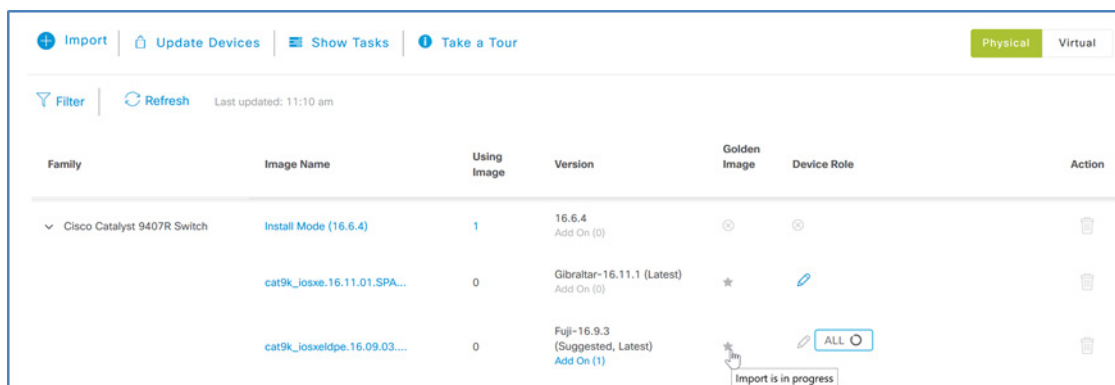 Import Update Devices Show Tasks Take a Tour Physical Virtual
Filter Refresh Last updated: 11:10 am
Family Image Name Using Image Version Golden Image Device Role Action
Cisco Catalyst 9407R Switch Install Mode (16.6.4) 1 16.6.4
Add On (0)
cat9k_iosxe.16.11.01.SPA... 0 Gibraltar-16.11.1 (Latest)
Add On (0)
cat9k_iosxeldpe.16.09.03.... 0 Fuji-16.9.3
(Suggested, Latest)
Add On (1)
ALL
Import is in progress